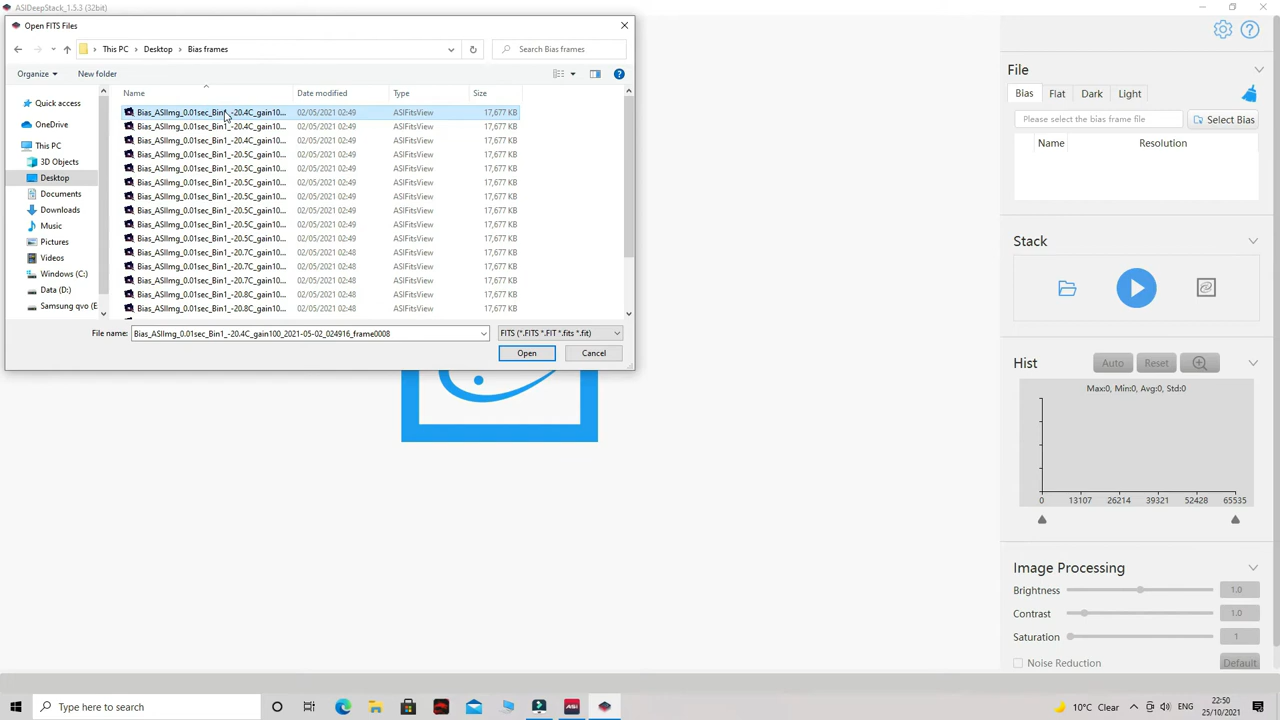 ASIDeepStack_1.5.3 (32bit)
Open FITS Files
This PC
Desktop
Bias frames
Search Bias frames
Organize
New folder
Name
Date modified
Type
Size
Bias_ASIImg_0.01sec_Bin1_-20.4C_gain10... 02/05/2021 02:49 ASIFitsView 17,677 KB
Bias_ASIImg_0.01sec_Bin1_-20.4C_gain10... 02/05/2021 02:49 ASIFitsView 17,677 KB
Bias_ASIImg_0.01sec_Bin1_-20.4C_gain10... 02/05/2021 02:49 ASIFitsView 17,677 KB
Bias_ASIImg_0.01sec_Bin1_-20.5C_gain10... 02/05/2021 02:49 ASIFitsView 17,677 KB
Bias_ASIImg_0.01sec_Bin1_-20.5C_gain10... 02/05/2021 02:49 ASIFitsView 17,677 KB
Bias_ASIImg_0.01sec_Bin1_-20.5C_gain10... 02/05/2021 02:49 ASIFitsView 17,677 KB
Bias_ASIImg_0.01sec_Bin1_-20.5C_gain10... 02/05/2021 02:49 ASIFitsView 17,677 KB
Bias_ASIImg_0.01sec_Bin1_-20.5C_gain10... 02/05/2021 02:49 ASIFitsView 17,677 KB
Bias_ASIImg_0.01sec_Bin1_-20.5C_gain10... 02/05/2021 02:49 ASIFitsView 17,677 KB
Bias_ASIImg_0.01sec_Bin1_-20.5C_gain10... 02/05/2021 02:49 ASIFitsView 17,677 KB
Bias_ASIImg_0.01sec_Bin1_-20.7C_gain10... 02/05/2021 02:48 ASIFitsView 17,677 KB
Bias_ASIImg_0.01sec_Bin1_-20.7C_gain10... 02/05/2021 02:48 ASIFitsView 17,677 KB
Bias_ASIImg_0.01sec_Bin1_-20.7C_gain10... 02/05/2021 02:48 ASIFitsView 17,677 KB
Bias_ASIImg_0.01sec_Bin1_-20.8C_gain10... 02/05/2021 02:48 ASIFitsView 17,677 KB
Bias_ASIImg_0.01sec_Bin1_-20.8C_gain10... 02/05/2021 02:48 ASIFitsView 17,677 KB
Quick access
OneDrive
This PC
3D Objects
Desktop
Documents
Downloads
Music
Pictures
Videos
Windows (C:)
Data (D:)
Samsung qvo (E
File name: Bias_ASIImg_0.01sec_Bin1_-20.4C_gain100_2021-05-02_024916_frame0008
FITS (*.FITS *.FIT *.fits *.fit)
Open
Cancel
File
Bias
Flat
Dark
Light
Please select the bias frame file
Select Bias
Name
Resolution
Stack
Hist
Auto
Reset
Max:0, Min:0, Avg:0, Std:0
0 13107 26214 39321 52428 65535
Image Processing
Brightness 1.0
Contrast 1.0
Saturation 1
Noise Reduction
Default
Type here to search
ASI
10°C Clear
ENG
22:50
25/10/2021